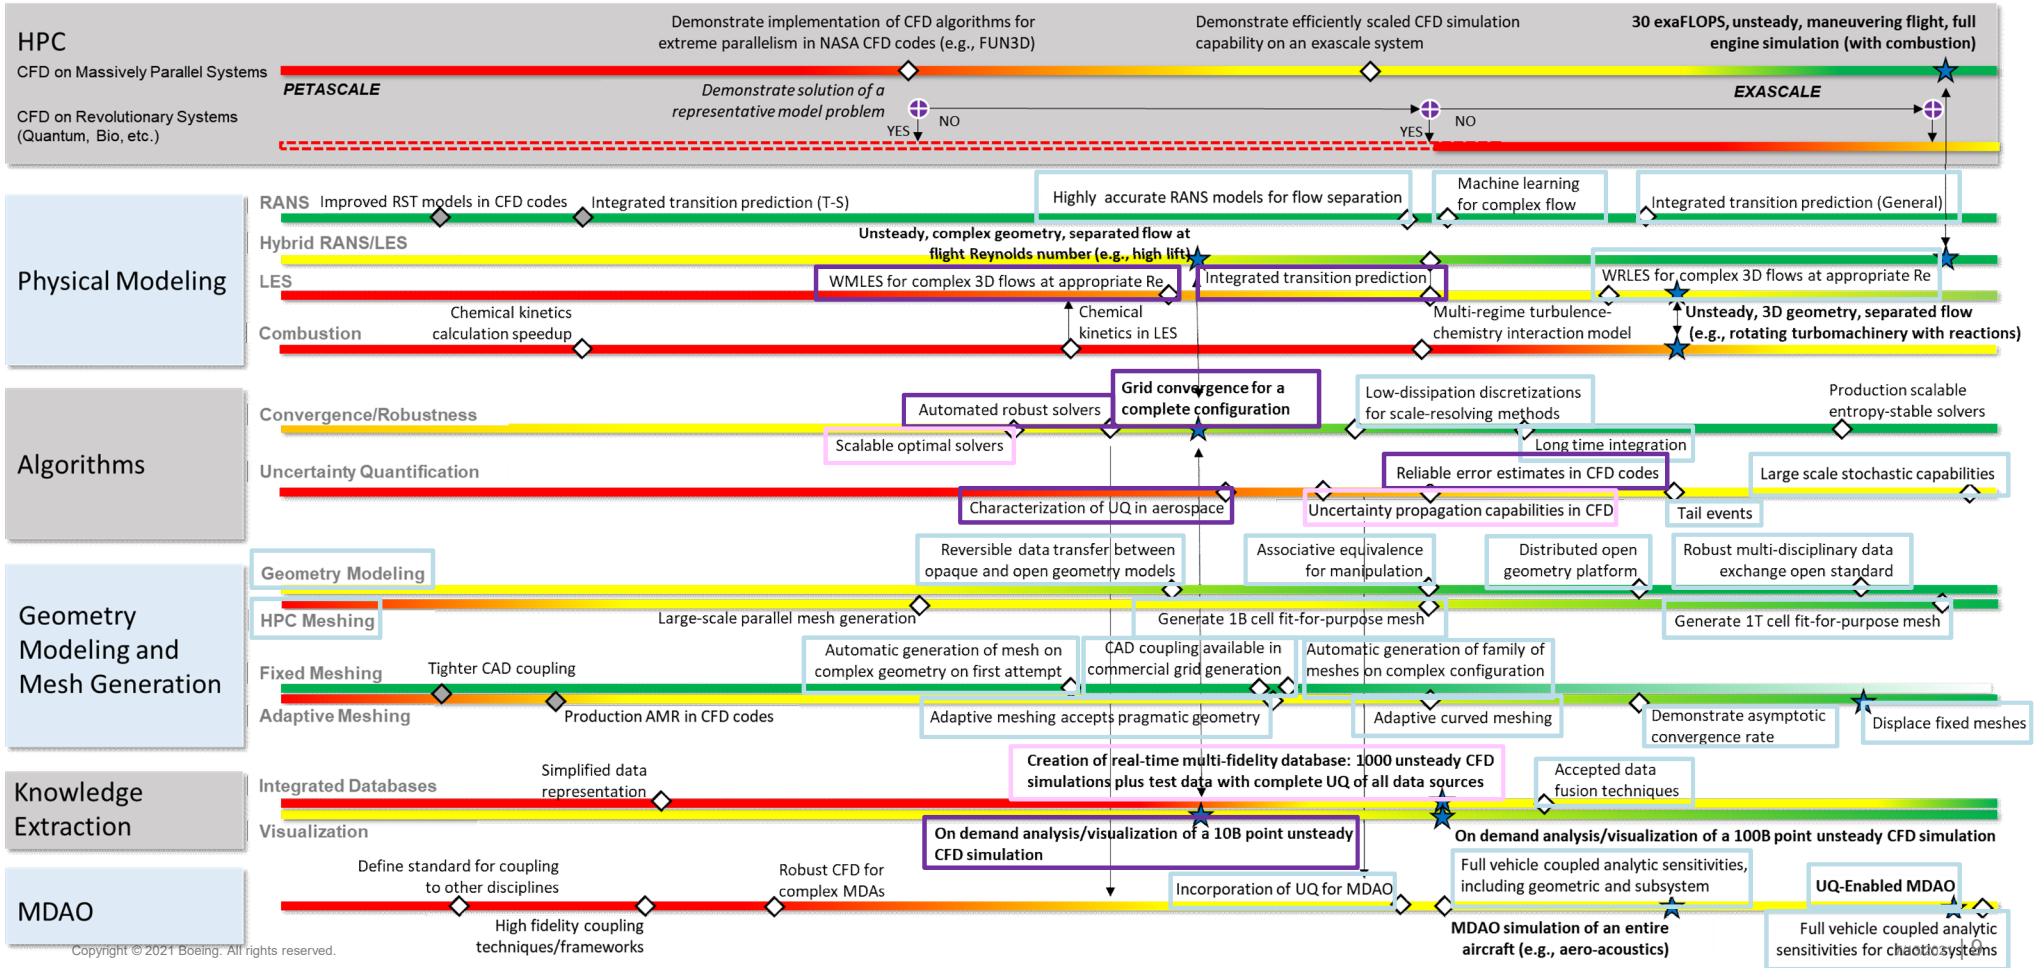 HPC
Demonstrate implementation of CFD algorithms for
extreme parallelism in NASA CFD codes (e.g., FUN3D)
Demonstrate efficiently scaled CFD simulation
capability on an exascale system
30 exaFLOPS, unsteady, maneuvering flight, full
engine simulation (with combustion)
CFD on Massively Parallel Systems
PETASCALE
Demonstrate solution of a
representative model problem
EXASCALE
CFD on Revolutionary Systems
(Quantum, Bio, etc.)
NO
YES
NO
YES
Physical Modeling
RANS
Improved RST models in CFD codes
Integrated transition prediction (T-S)
Highly accurate RANS models for flow separation
Machine learning
for complex flow
Integrated transition prediction (General)
Hybrid RANS/LES
Unsteady, complex geometry, separated flow at
flight Reynolds number (e.g., high lift)
LES
WMLES for complex 3D flows at appropriate Re
Integrated transition prediction
WRLES for complex 3D flows at appropriate Re
Combustion
Chemical kinetics
calculation speedup
Chemical
kinetics in LES
Multi-regime turbulence-
chemistry interaction model
Unsteady, 3D geometry, separated flow
(e.g., rotating turbomachinery with reactions)
Algorithms
Convergence/Robustness
Automated robust solvers
Grid convergence for a
complete configuration
Low-dissipation discretizations
for scale-resolving methods
Production scalable
entropy-stable solvers
Scalable optimal solvers
Long time integration
Uncertainty Quantification
Reliable error estimates in CFD codes
Large scale stochastic capabilities
Characterization of UQ in aerospace
Uncertainty propagation capabilities in CFD
Tail events
Geometry
Modeling and
Mesh Generation
Geometry Modeling
Reversible data transfer between
opaque and open geometry models
Associative equivalence
for manipulation
Distributed open
geometry platform
Robust multi-disciplinary data
exchange open standard
HPC Meshing
Large-scale parallel mesh generation
Generate 1B cell fit-for-purpose mesh
Generate 1T cell fit-for-purpose mesh
Fixed Meshing
Tighter CAD coupling
Automatic generation of mesh on
complex geometry on first attempt
CAD coupling available in
commercial grid generation
Automatic generation of family of
meshes on complex configuration
Adaptive Meshing
Production AMR in CFD codes
Adaptive meshing accepts pragmatic geometry
Adaptive curved meshing
Demonstrate asymptotic
convergence rate
Displace fixed meshes
Knowledge
Extraction
Integrated Databases
Simplified data
representation
Creation of real-time multi-fidelity database: 1000 unsteady CFD
simulations plus test data with complete UQ of all data sources
Accepted data
fusion techniques
Visualization
On demand analysis/visualization of a 10B point unsteady
CFD simulation
On demand analysis/visualization of a 100B point unsteady CFD simulation
MDAO
Define standard for coupling
to other disciplines
High fidelity coupling
techniques/frameworks
Robust CFD for
complex MDAs
Incorporation of UQ for MDAO
Full vehicle coupled analytic sensitivities,
including geometric and subsystem
MDAO simulation of an entire
aircraft (e.g., aero-acoustics)
UQ-Enabled MDAO
Full vehicle coupled analytic
sensitivities for chaotic systems
Copyright © 2021 Boeing. All rights reserved.
| 9